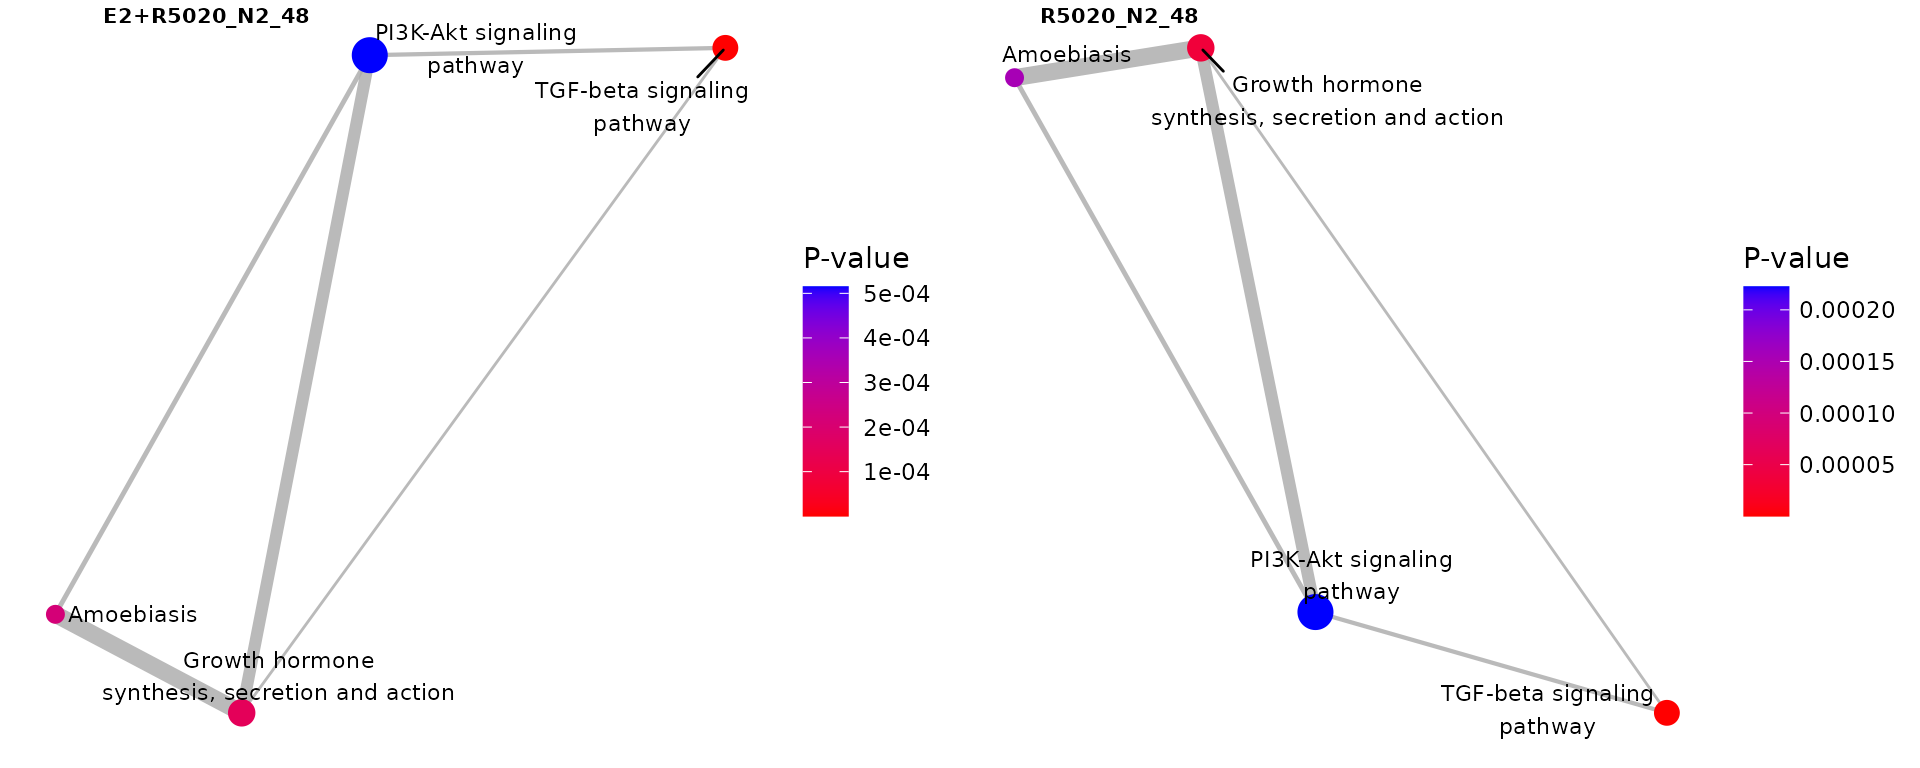 E2+R5020_N2_48
PI3K-Akt signaling
pathway
TGF-beta signaling
pathway
Amoebiasis
Growth hormone
synthesis, secretion and action
P-value
5e-04
4e-04
3e-04
2e-04
1e-04
R5020_N2_48
Amoebiasis
Growth hormone
synthesis, secretion and action
PI3K-Akt signaling
pathway
TGF-beta signaling
pathway
P-value
0.00020
0.00015
0.00010
0.00005